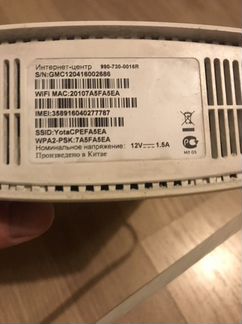 Интернет-центр 990-730-0016R
S/N:GMC120416002686
WiFi MAC:20107A5FA5EA
IMEI:358916040277787
SSID:YotaCPEFA5EA
WPA2-PSK:7A5FA5EA
Номинальное напряжение: 12V⎓1.5A
Произведено в Китае